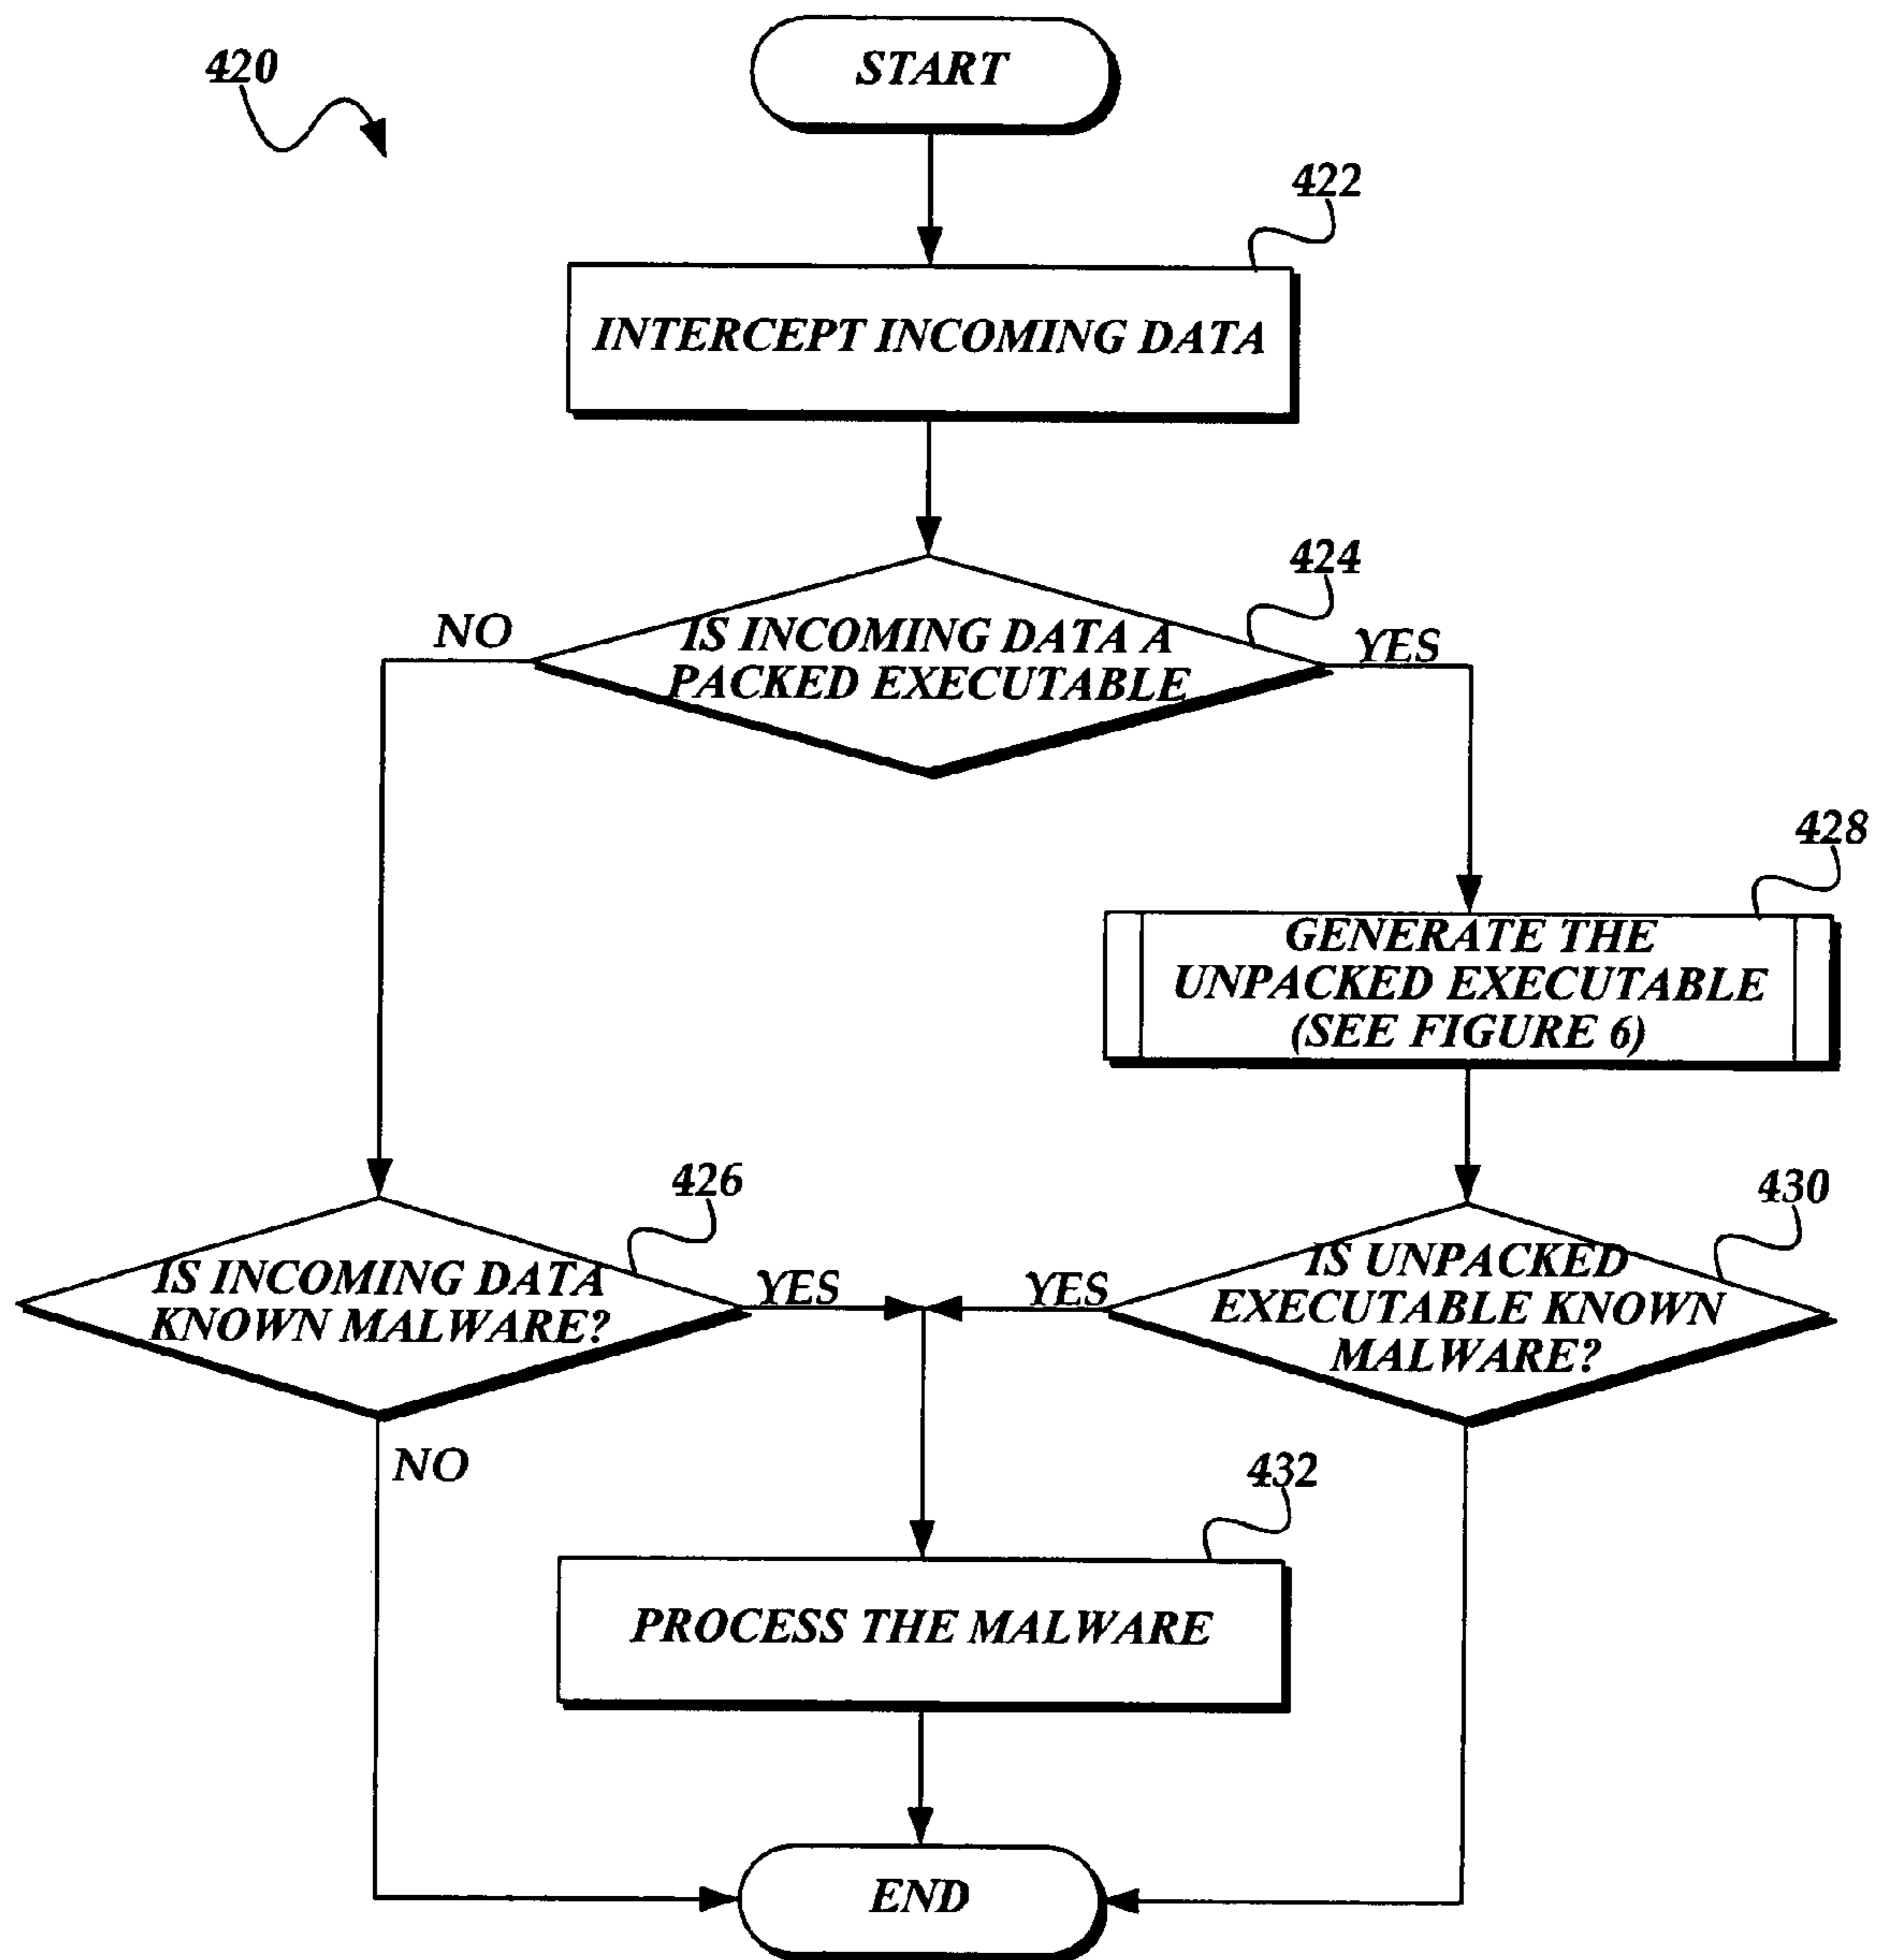 420
START
422
INTERCEPT INCOMING DATA
424
NO
IS INCOMING DATA A
PACKED EXECUTABLE
YES
428
GENERATE THE
UNPACKED EXECUTABLE
(SEE FIGURE 6)
426
430
IS INCOMING DATA
KNOWN MALWARE?
YES
YES
IS UNPACKED
EXECUTABLE KNOWN
MALWARE?
NO
432
PROCESS THE MALWARE
END